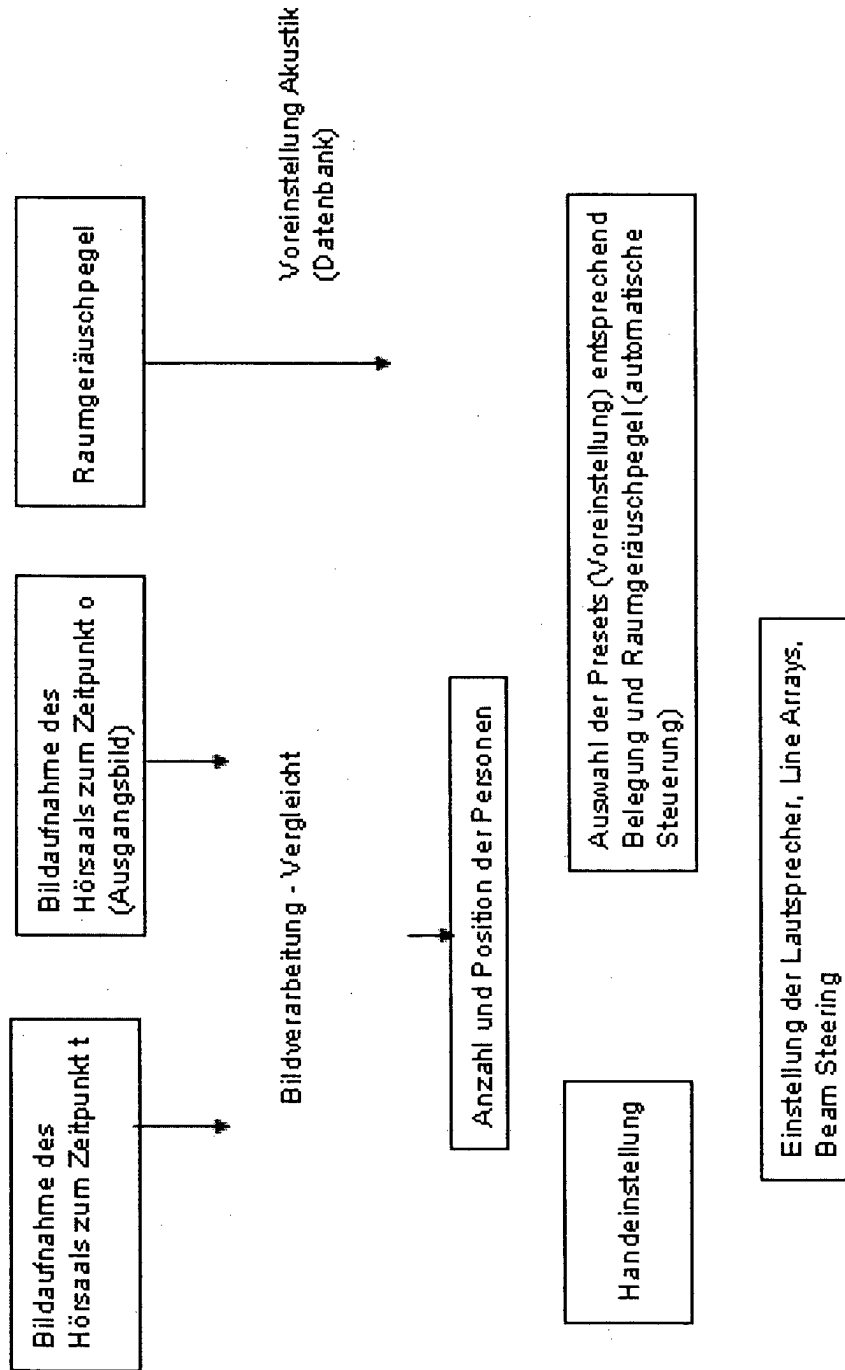 Bildaufnahme des
Hörsaals zum Zeitpunkt t
Bildaufnahme des
Hörsaals zum Zeitpunkt o
(Ausgangsbild)
Raumgeräuschpegel
Bildverarbeitung - Vergleicht
Voreinstellung Akustik
(Datenbank)
Anzahl und Position der Personen
Handeinstellung
Auswahl der Presets (Voreinstellung) entsprechend
Belegung und Raumgeräuschpegel (automatische
Steuerung)
Einstellung der Lautsprecher, Line Arrays,
Beam Steering